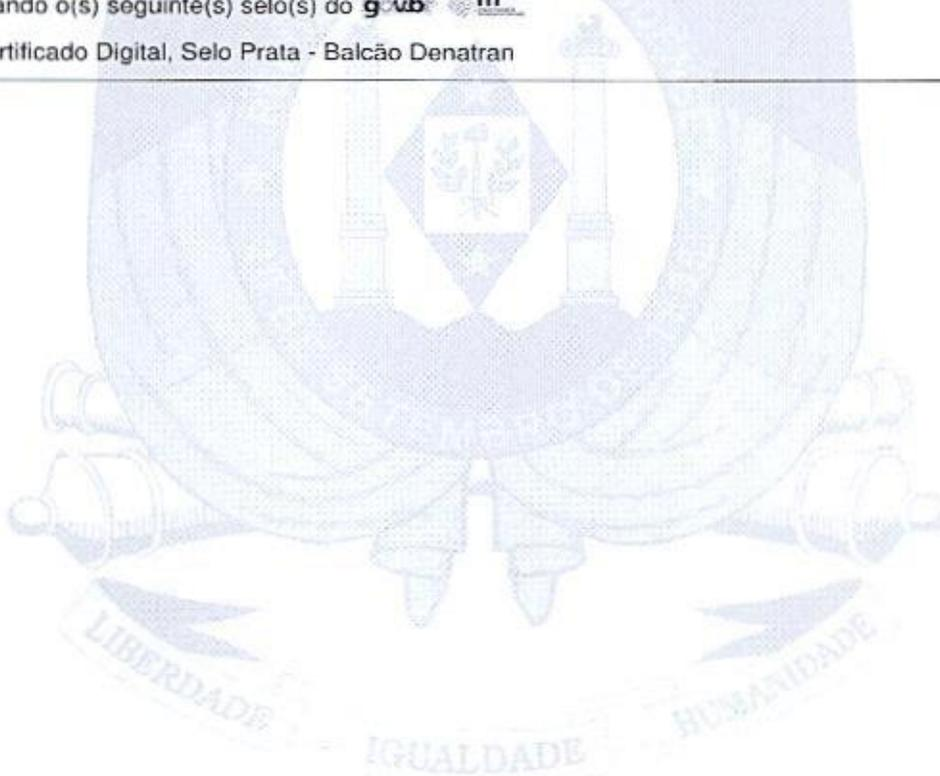 ando o(s) seguinte(s) selo(s) do gov.br
rtificado Digital, Selo Prata - Balcão Denatran
LIBERDADE
IGUALDADE
HUMANIDADE